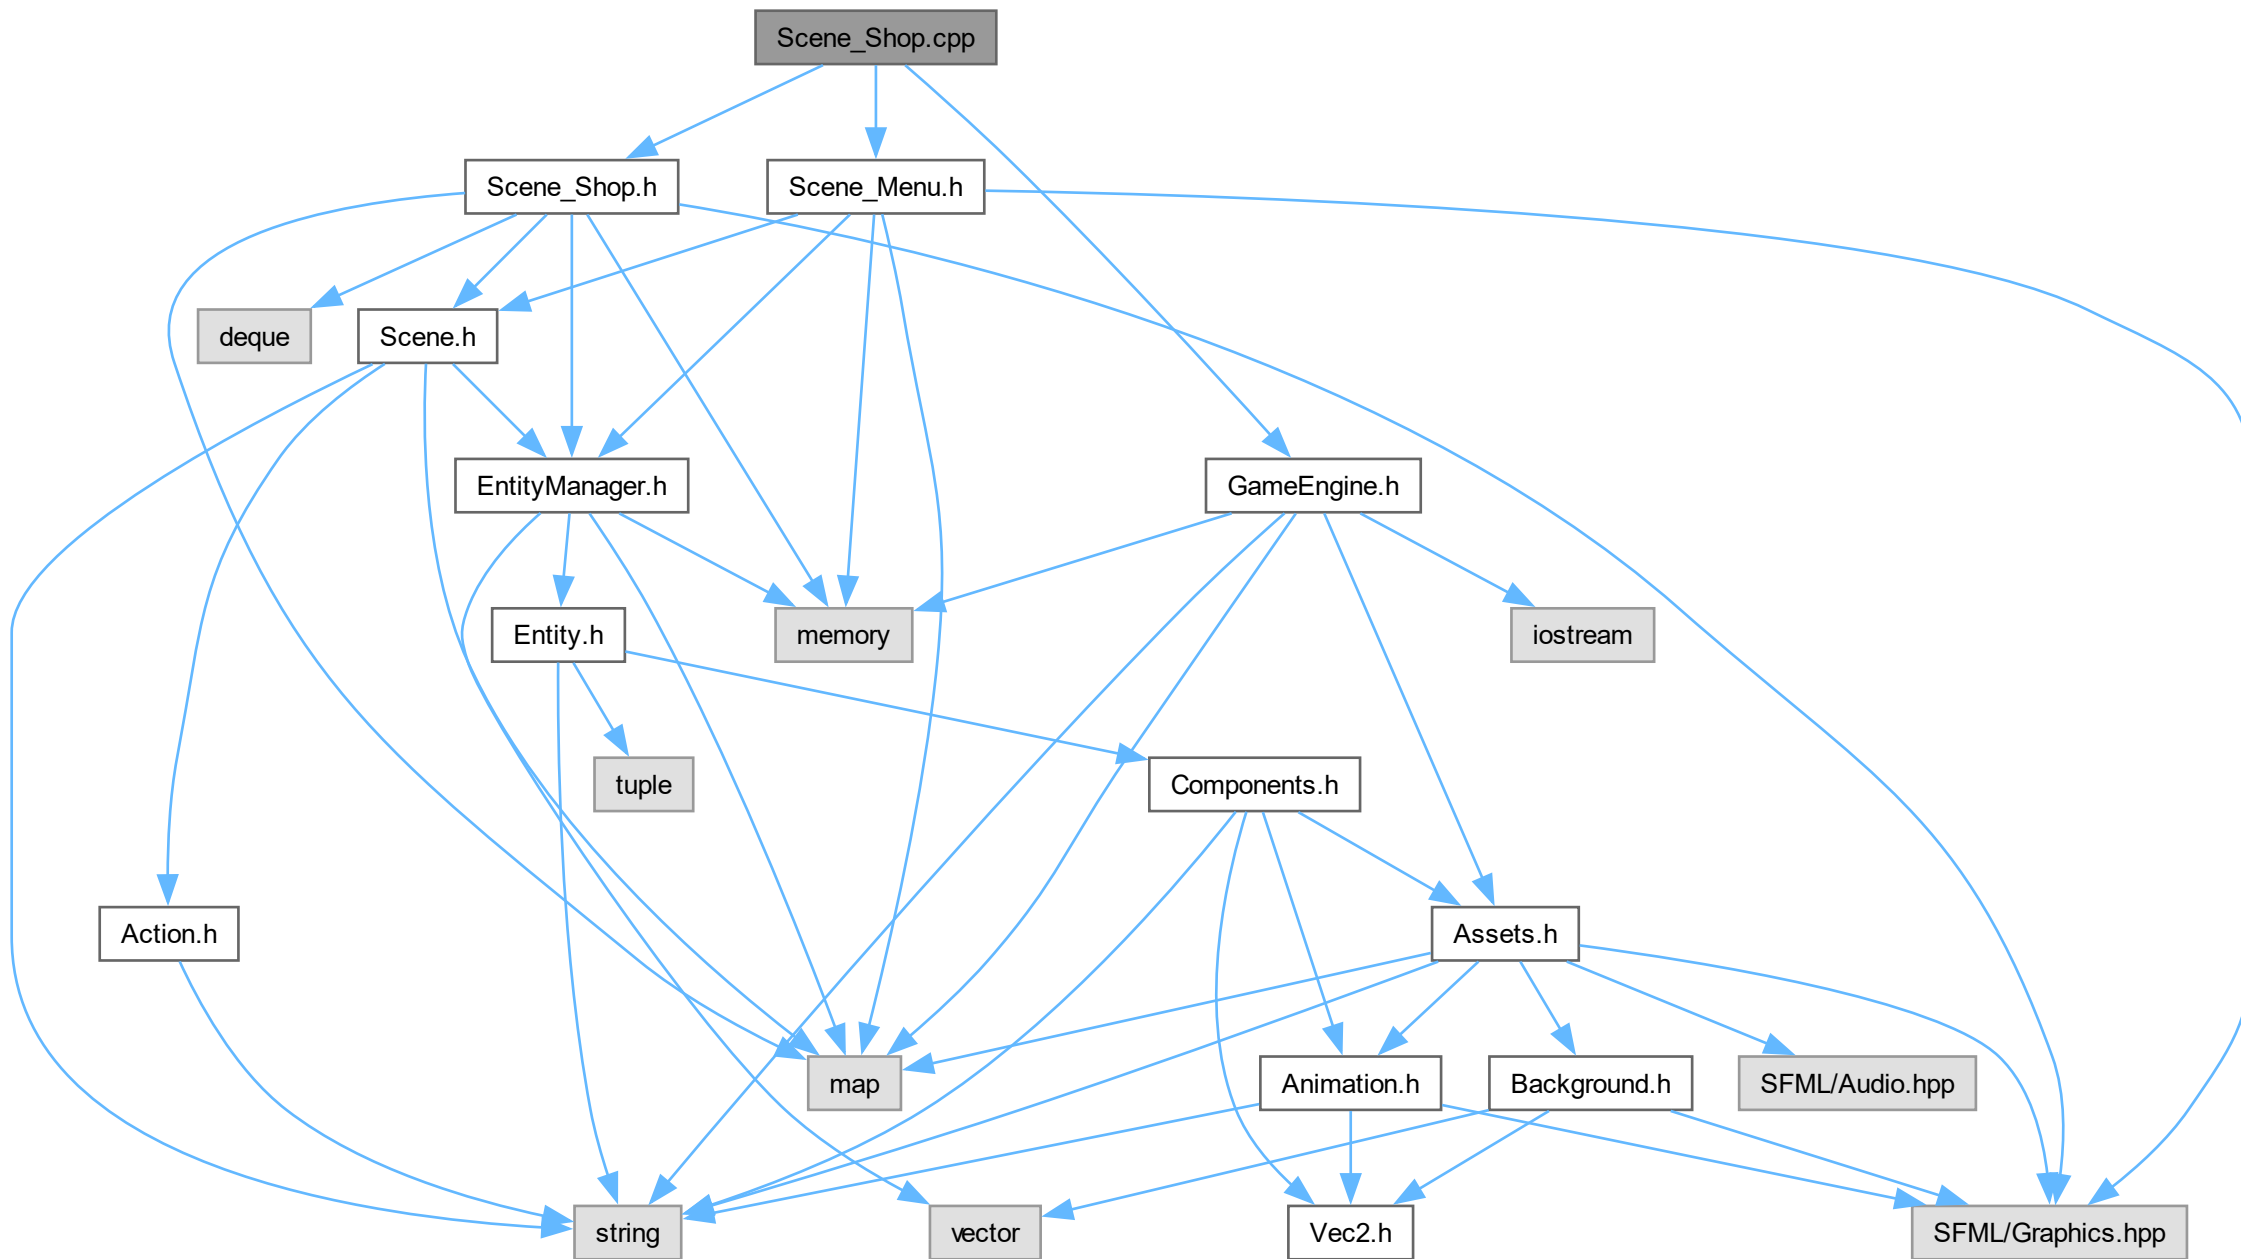 Scene_Shop.cpp
Scene_Shop.h
Scene_Menu.h
deque
Scene.h
EntityManager.h
GameEngine.h
Entity.h
memory
iostream
tuple
Components.h
Action.h
Assets.h
map
Animation.h
Background.h
SFML/Audio.hpp
string
vector
Vec2.h
SFML/Graphics.hpp